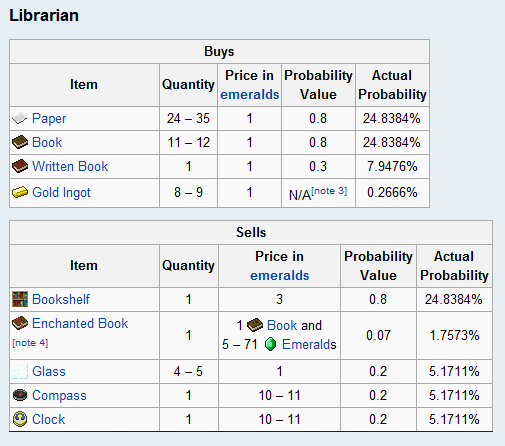 Librarian
Buys
Item Quantity Price in emeralds Probability Value Actual Probability
Paper 24 – 35 1 0.8 24.8384%
Book 11 – 12 1 0.8 24.8384%
Written Book 1 1 0.3 7.9476%
Gold Ingot 8 – 9 1 N/A[note 3] 0.2666%
Sells
Item Quantity Price in emeralds Probability Value Actual Probability
Bookshelf 1 3 0.8 24.8384%
Enchanted Book [note 4] 1 1 Book and 5 – 71 Emeralds 0.07 1.7573%
Glass 4 – 5 1 0.2 5.1711%
Compass 1 10 – 11 0.2 5.1711%
Clock 1 10 – 11 0.2 5.1711%